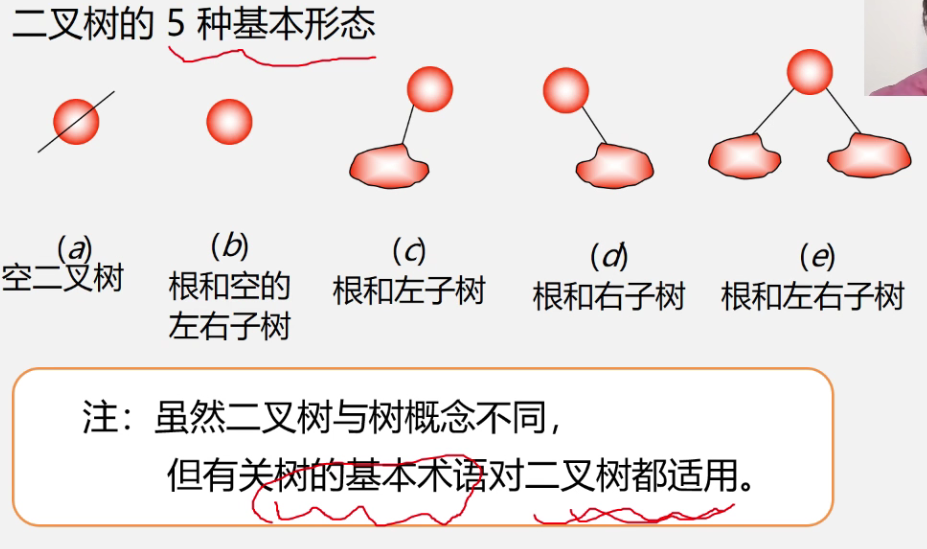 二叉树的 5 种基本形态
(a)
空二叉树
(b)
根和空的
左右子树
(c)
根和左子树
(d)
根和右子树
(e)
根和左右子树
注：虽然二叉树与树概念不同，
但有关树的基本术语对二叉树都适用。